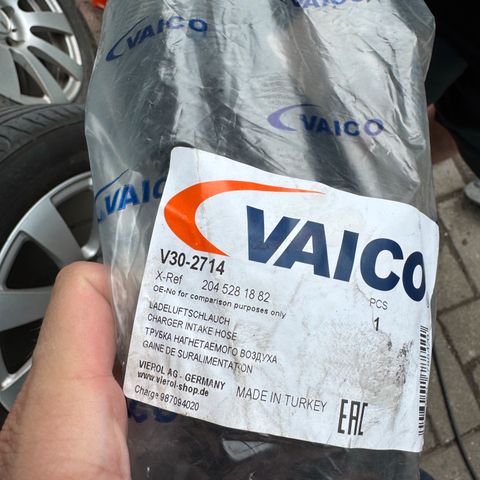 VAICO
VAICO
VAICO
VAICO
V30-2714
X-Ref 204 528 18 82
OE-No for comparison purposes only
PCS
1
LADELUFTSCHLAUCH
CHARGER INTAKE HOSE
ТРУБКА НАГНЕТАЕМОГО ВОЗДУХА
GAINE DE SURALIMENTATION
VIEROL AG - GERMANY
www.vierol-shop.de
MADE IN TURKEY
EAC
Charge 987094020